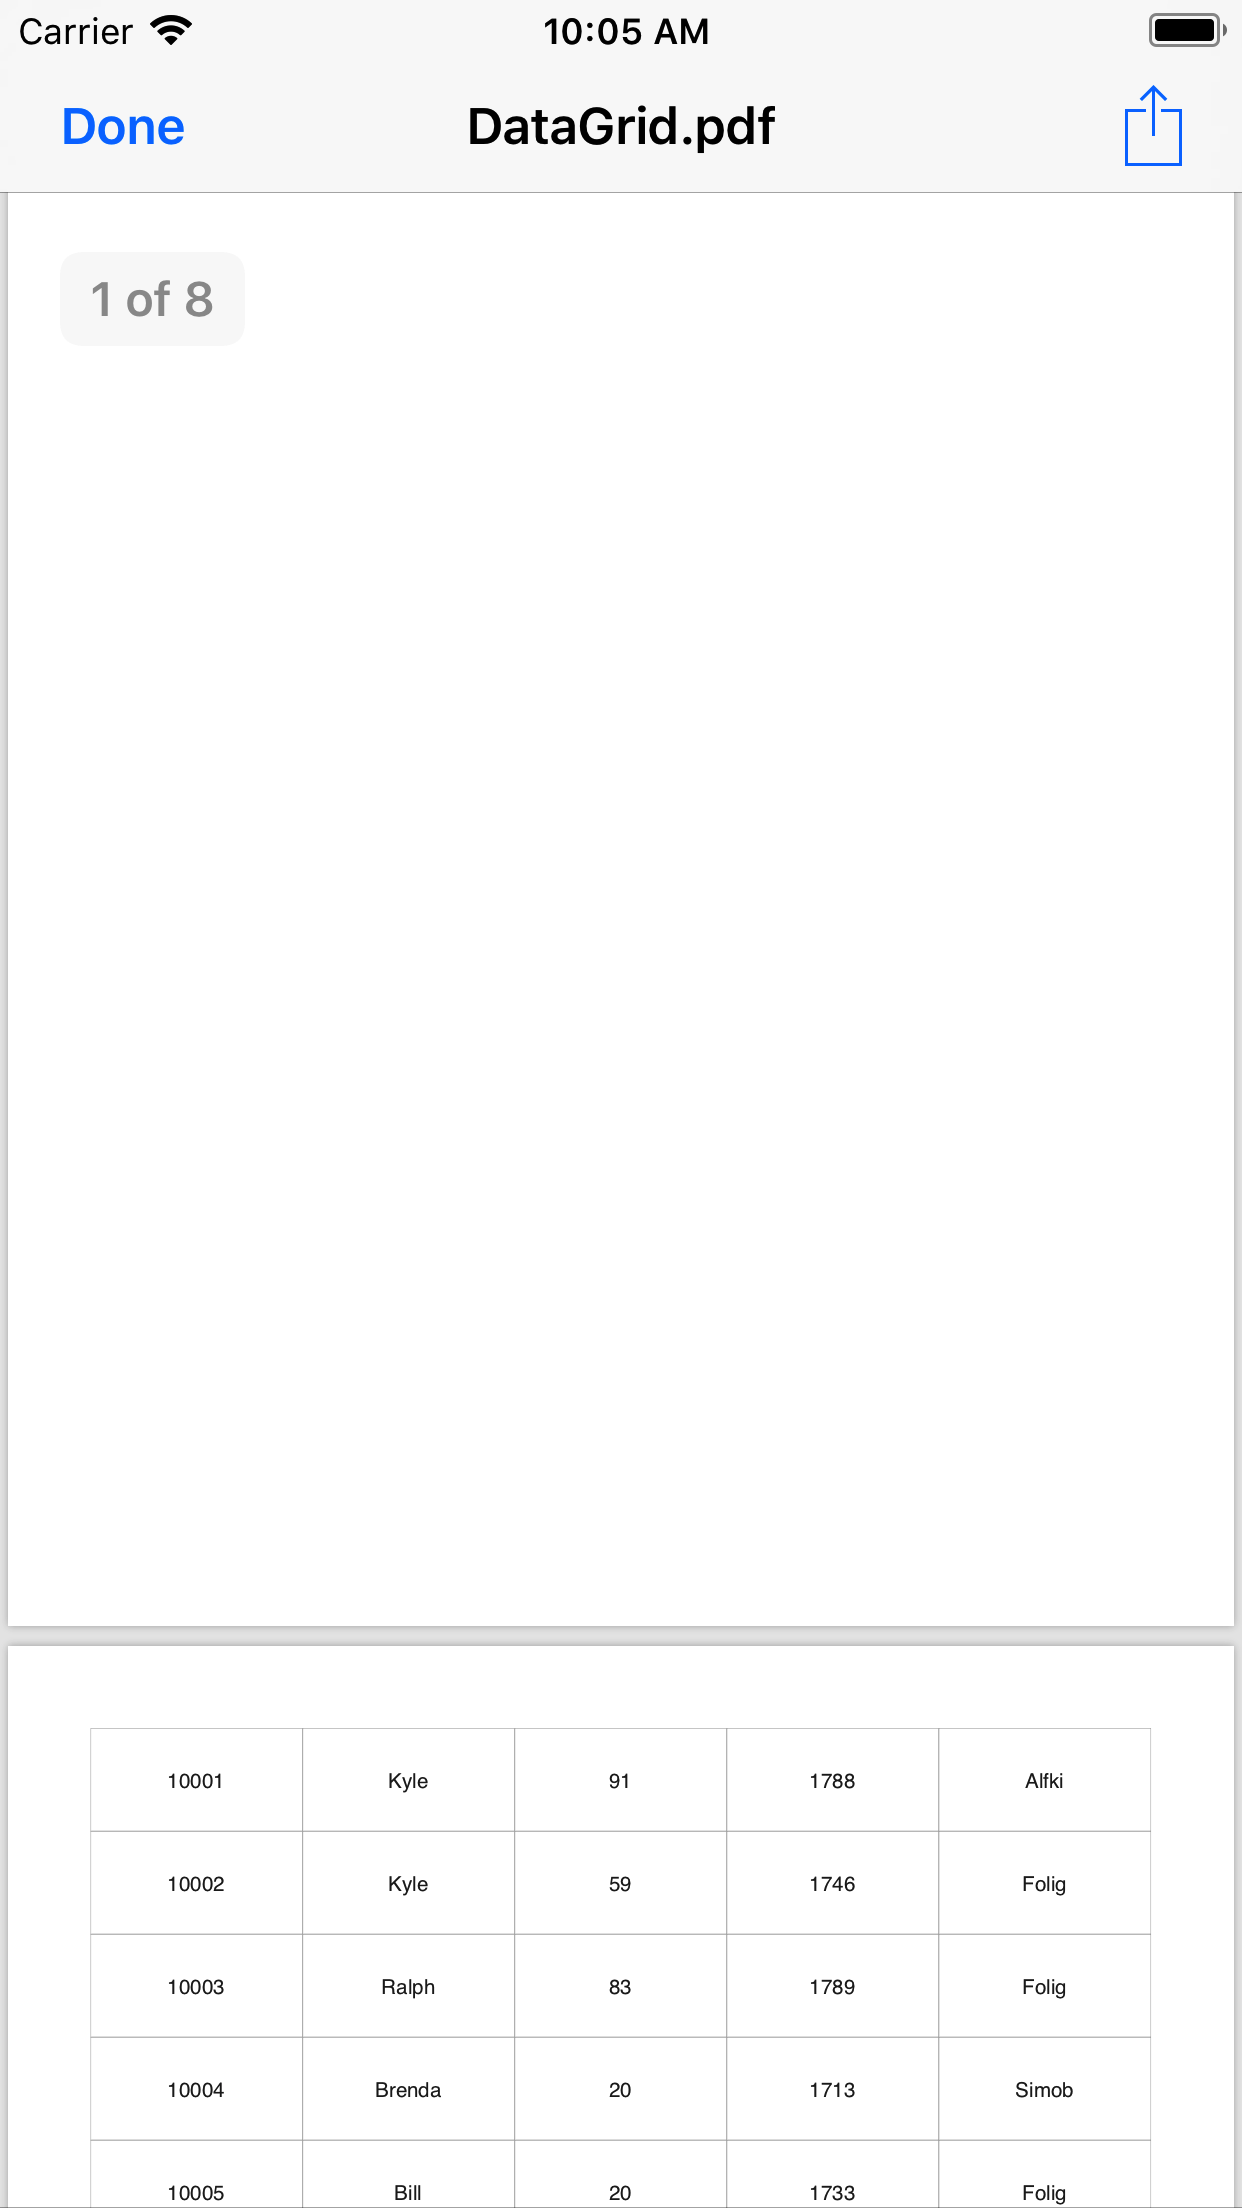 Carrier 10:05 AM
Done DataGrid.pdf
1 of 8
10001 Kyle 91 1788 Alfki
10002 Kyle 59 1746 Folig
10003 Ralph 83 1789 Folig
10004 Brenda 20 1713 Simob
10005 Bill 20 1733 Folig